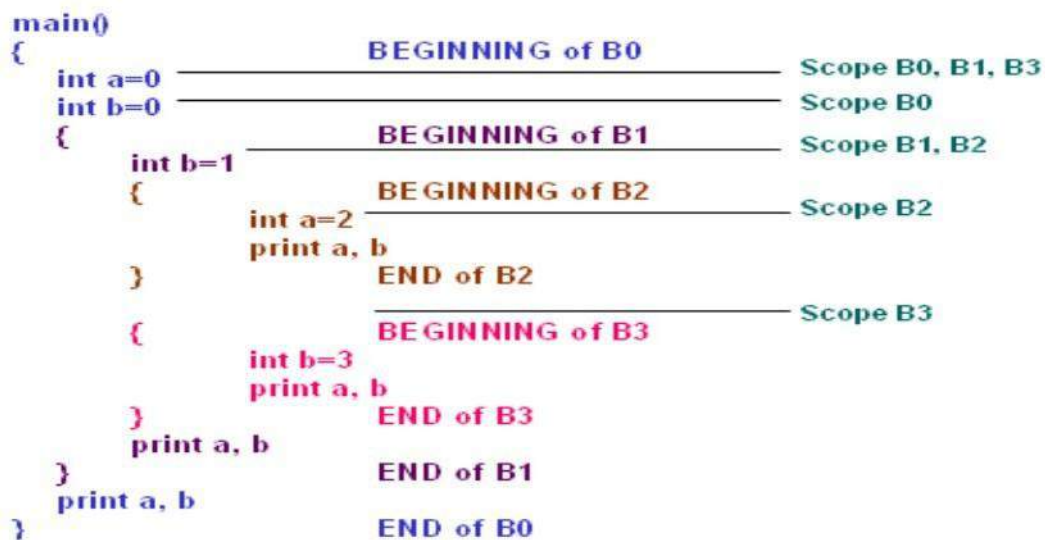 main()
{ BEGINNING of B0
int a=0 Scope B0, B1, B3
int b=0 Scope B0
{ BEGINNING of B1
int b=1 Scope B1, B2
{ BEGINNING of B2
int a=2 Scope B2
print a, b
} END of B2
Scope B3
{ BEGINNING of B3
int b=3
print a, b
} END of B3
print a, b
} END of B1
print a, b
} END of B0